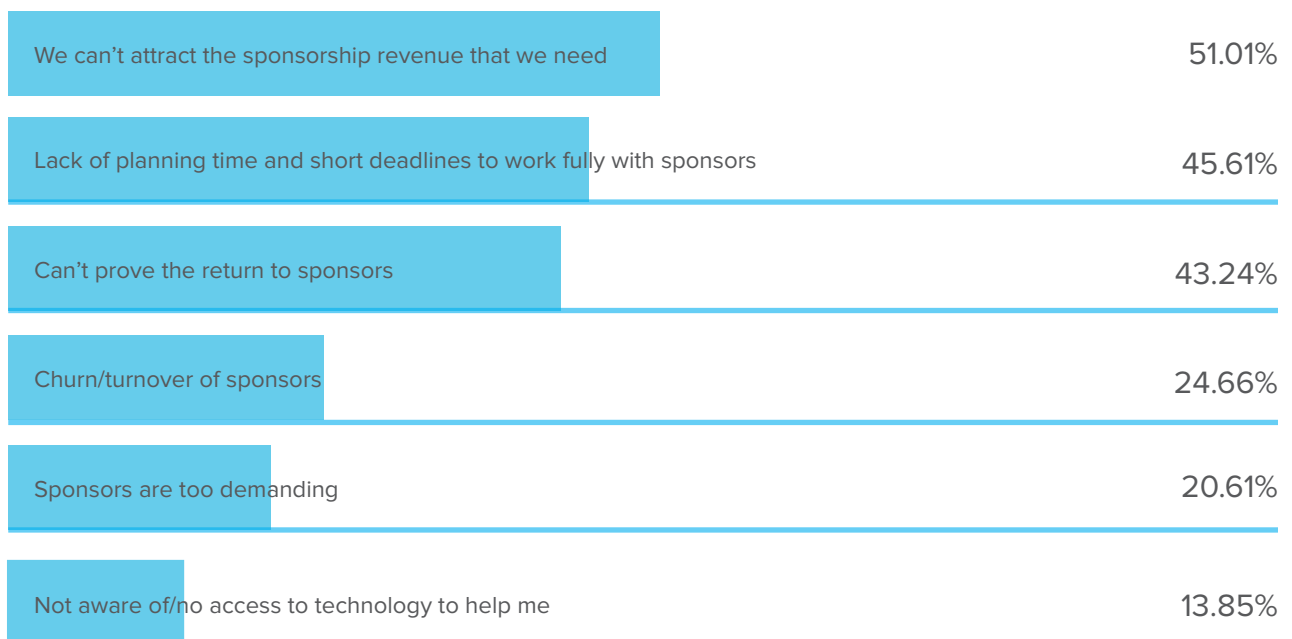 We can’t attract the sponsorship revenue that we need 51.01%
Lack of planning time and short deadlines to work fully with sponsors 45.61%
Can’t prove the return to sponsors 43.24%
Churn/turnover of sponsors 24.66%
Sponsors are too demanding 20.61%
Not aware of/no access to technology to help me 13.85%